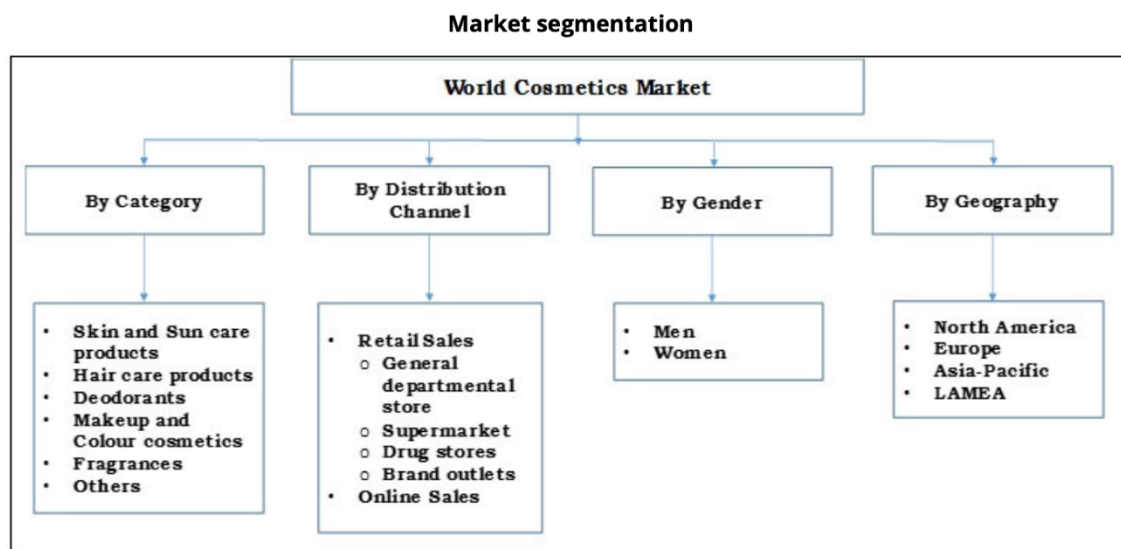 Market segmentation
World Cosmetics Market
By Category
By Distribution
Channel
By Gender
By Geography
• Skin and Sun care
products
• Hair care products
• Deodorants
• Makeup and
Colour cosmetics
• Fragrances
• Others
• Retail Sales
o General
departmental
store
o Supermarket
o Drug stores
o Brand outlets
• Online Sales
• Men
• Women
• North America
• Europe
• Asia-Pacific
• LAMEA